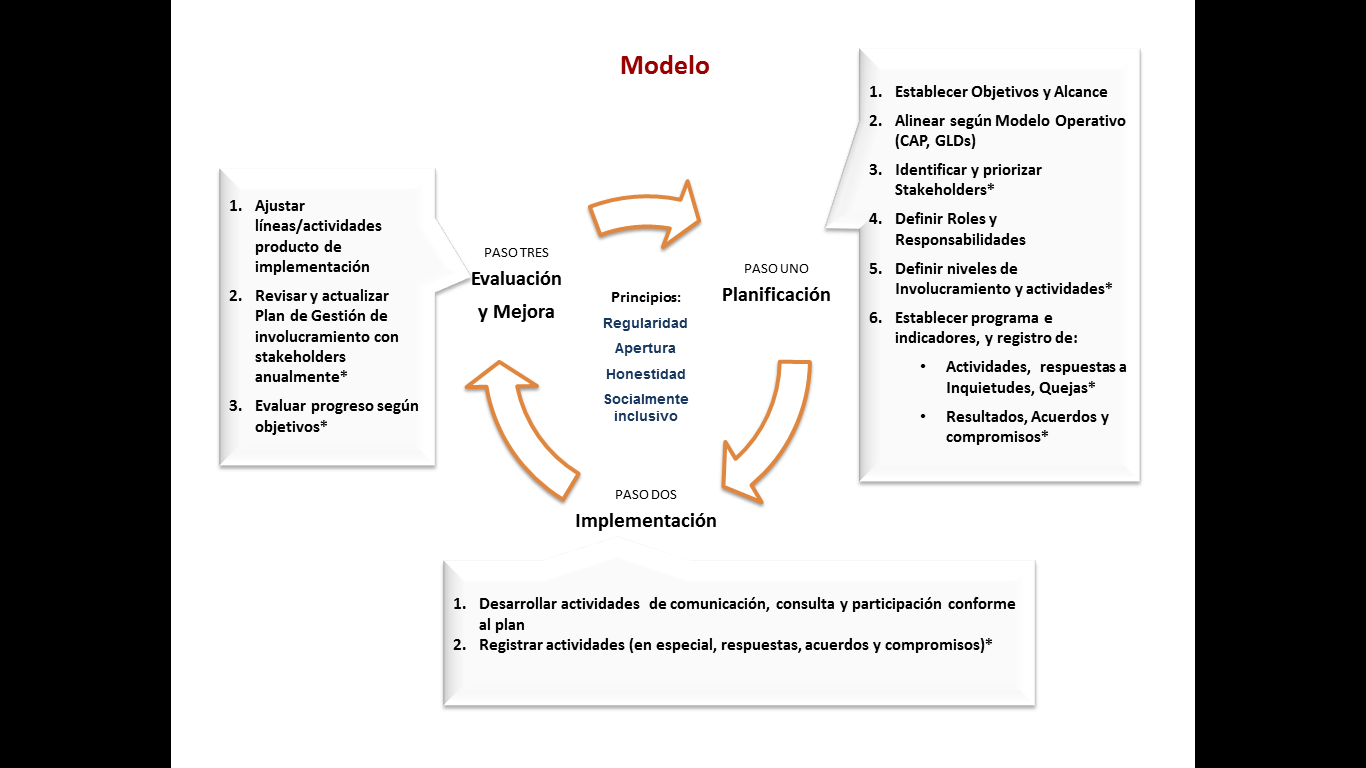 Modelo
1. Establecer Objetivos y Alcance
2. Alinear según Modelo Operativo
(CAP, GLDs)
3. Identificar y priorizar
Stakeholders*
4. Definir Roles y
Responsabilidades
5. Definir niveles de
Involucramiento y actividades*
6. Establecer programa e
indicadores, y registro de:
• Actividades, respuestas a
Inquietudes, Quejas*
• Resultados, Acuerdos y
compromisos*
1. Ajustar
líneas/actividades
producto de
implementación
2. Revisar y actualizar
Plan de Gestión de
involucramiento con
stakeholders
anualmente*
3. Evaluar progreso según
objetivos*
PASO TRES
Evaluación
y Mejora
PASO UNO
Planificación
Principios:
Regularidad
Apertura
Honestidad
Socialmente
inclusivo
PASO DOS
Implementación
1. Desarrollar actividades de comunicación, consulta y participación conforme
al plan
2. Registrar actividades (en especial, respuestas, acuerdos y compromisos)*